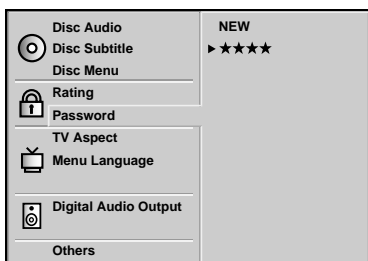 Disc Audio
Disc Subtitle
Disc Menu
Rating
Password
TV Aspect
Menu Language
Digital Audio Output
Others
NEW
★★★★